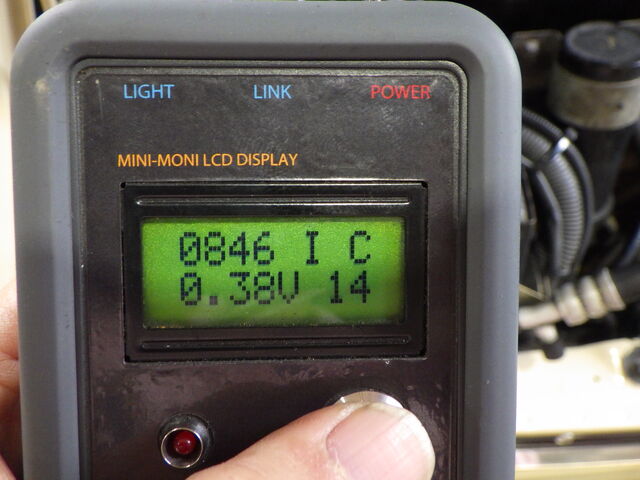 LIGHT LINK POWER
MINI-MONI LCD DISPLAY
0846 I C
0.38V 14